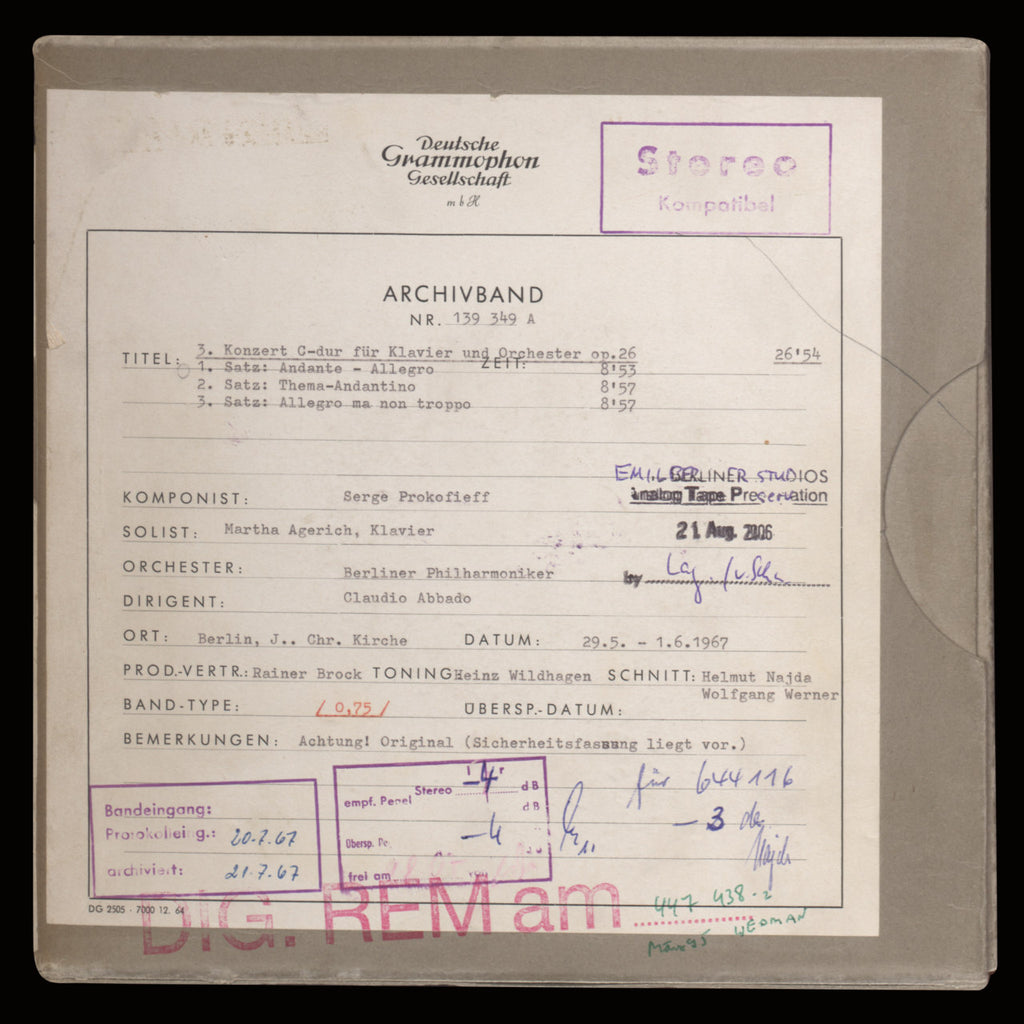 Deutsche
Grammophon
Gesellschaft
mbH
Stereo
Kompatibel
ARCHIVBAND
NR. 139 349 A
TITEL: 3. Konzert C-dur für Klavier und Orchester op.26 26'54
ZEIT:
1. Satz: Andante - Allegro 8'53
2. Satz: Thema-Andantino 8'57
3. Satz: Allegro ma non troppo 8'57
EMIL BERLINER STUDIOS
Analog Tape Preservation
KOMPONIST: Serge Prokofieff
SOLIST: Martha Agerich, Klavier
21. Aug. 2006
ORCHESTER: Berliner Philharmoniker
by
DIRIGENT: Claudio Abbado
ORT: Berlin, J.. Chr. Kirche DATUM: 29.5. - 1.6.1967
PROD.-VERTR.: Rainer Brock TONING Heinz Wildhagen SCHNITT: Helmut Najda
Wolfgang Werner
BAND-TYPE: / 0,75 / ÜBERSP.-DATUM:
BEMERKUNGEN: Achtung! Original (Sicherheitsfassung liegt vor.)
Bandeingang:
Protokolleig.: 20.7.67
archiviert: 21.7.67
empf. Pegel Stereo -4 dB
dB
Übersp. Pe. -4
frei am von
für 644116
- 3 de
DG 2505 - 7000 12. 64
DIG. REM am 447 438-2
März 95 WEDMAN